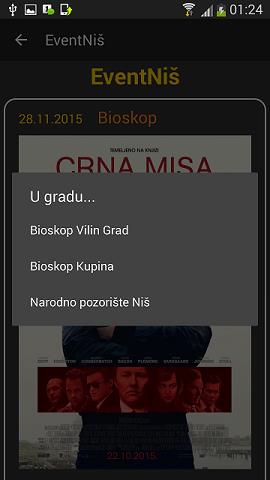 01:24
EventNiš
EventNiš
28.11.2015 Bioskop
TEMELJENO NA KNJIZI
CRNA MISA
U gradu...
Bioskop Vilin Grad
Bioskop Kupina
Narodno pozorište Niš
22.10.2015.